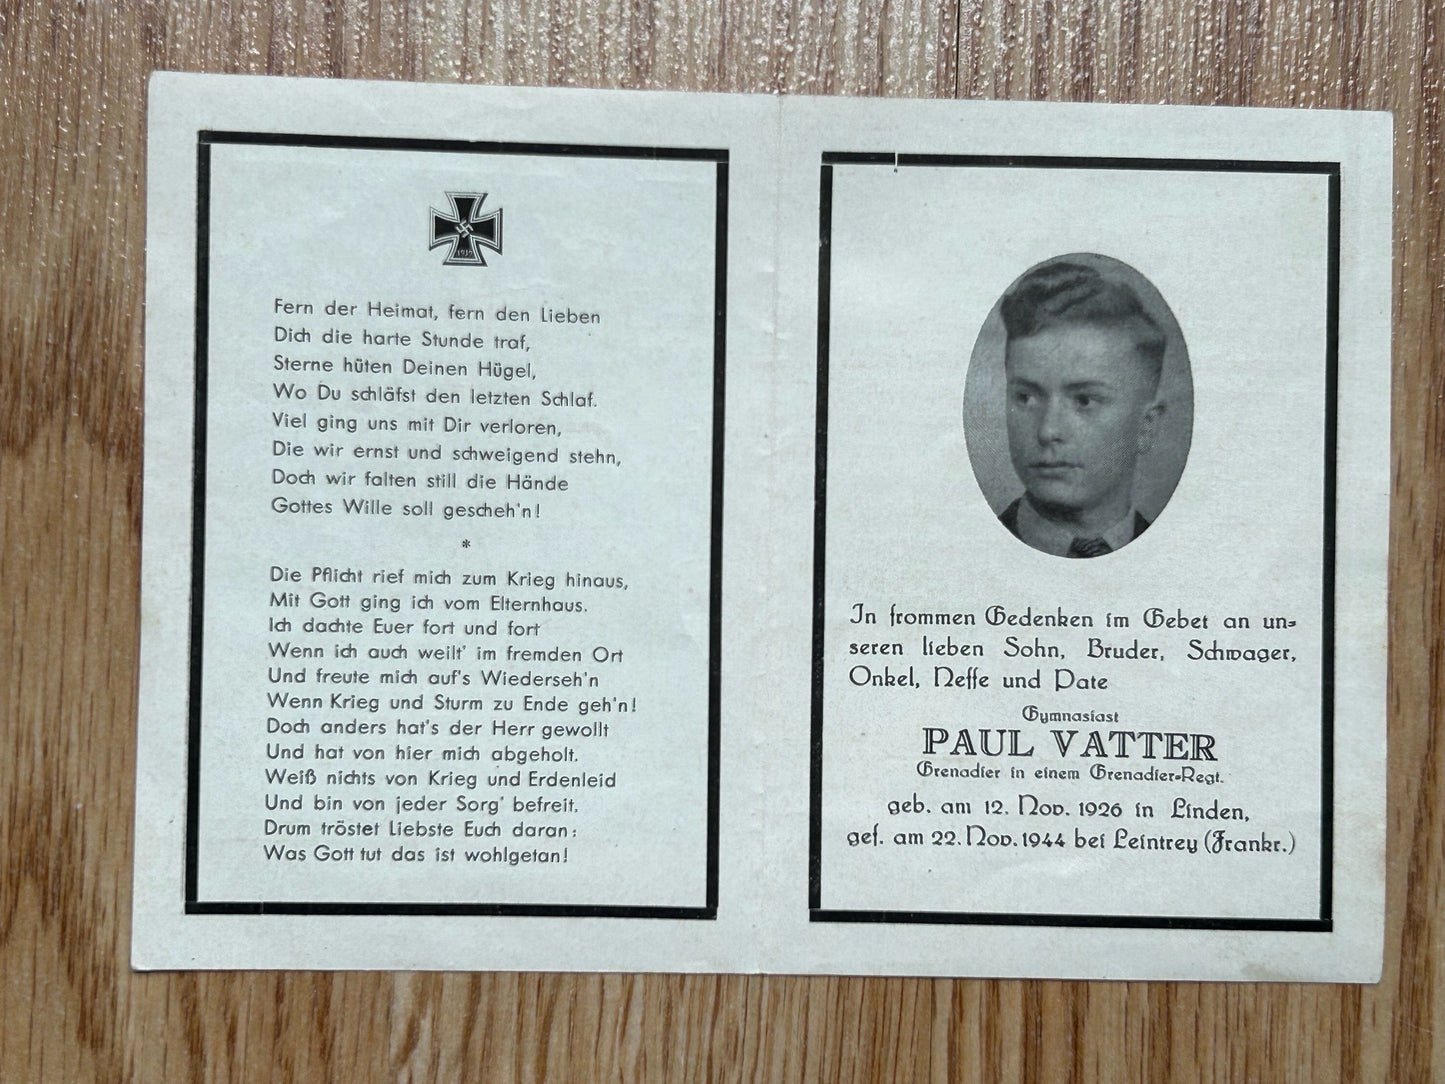 1939
Fern der Heimat, fern den Lieben
Dich die harte Stunde traf,
Sterne hüten Deinen Hügel,
Wo Du schläfst den letzten Schlaf.
Viel ging uns mit Dir verloren,
Die wir ernst und schweigend stehn,
Doch wir falten still die Hände
Gottes Wille soll gescheh'n!
*
Die Pflicht rief mich zum Krieg hinaus,
Mit Gott ging ich vom Elternhaus.
Ich dachte Euer fort und fort
Wenn ich auch weilt' im fremden Ort
Und freute mich auf's Wiederseh'n
Wenn Krieg und Sturm zu Ende geh'n!
Doch anders hat's der Herr gewollt
Und hat von hier mich abgeholt.
Weiß nichts von Krieg und Erdenleid
Und bin von jeder Sorg' befreit.
Drum tröstet Liebste Euch daran:
Was Gott tut das ist wohlgetan!
In frommen Gedenken im Gebet an un=
seren lieben Sohn, Bruder, Schwager,
Onkel, Neffe und Pate
Gymnasiast
PAUL VATTER
Grenadier in einem Grenadier=Regt.
geb. am 12. Nov. 1926 in Linden,
gef. am 22. Nov. 1944 bei Leintrey (Frankr.)